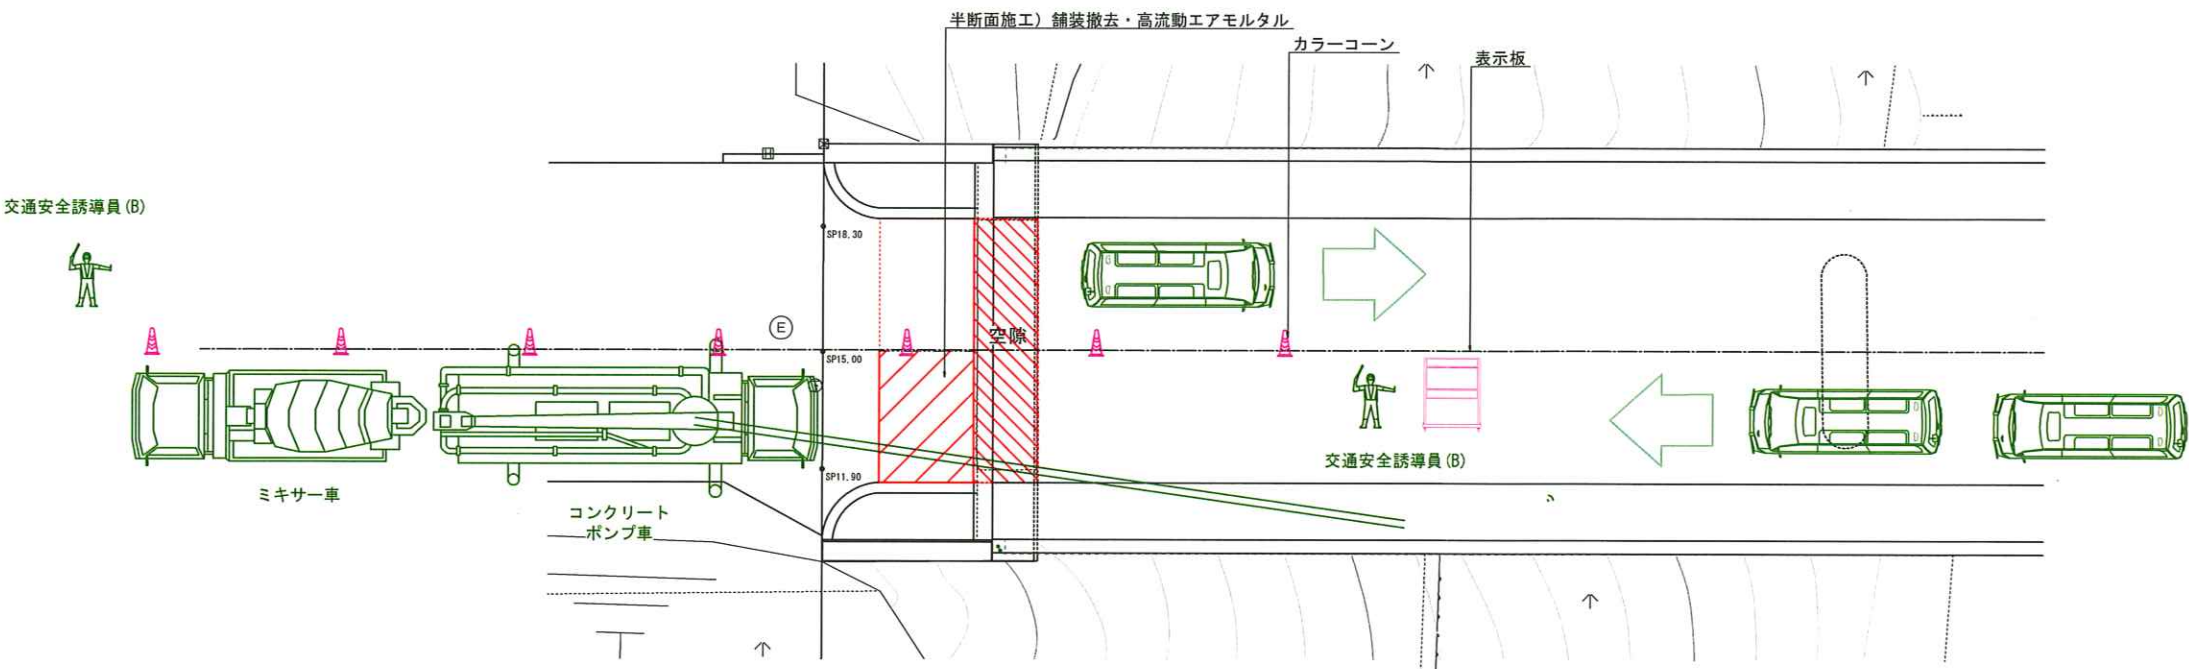 半断面施工）舗装撤去・高流動エアモルタル
カラーコーン
表示板
交通安全誘導員(B)
SP18.30
E
空隙
SP15.00
交通安全誘導員(B)
SP11.90
ミキサー車
コンクリート
ポンプ車